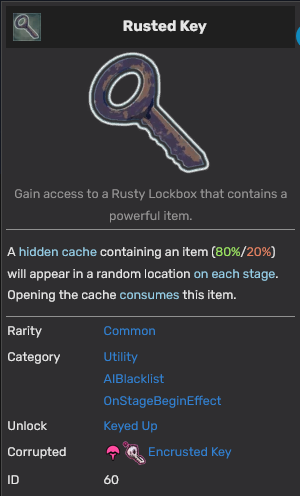 Rusted Key
Gain access to a Rusty Lockbox that contains a
powerful item.
A hidden cache containing an item (80%/20%)
will appear in a random location on each stage.
Opening the cache consumes this item.
Rarity Common
Category Utility
AIBlacklist
OnStageBeginEffect
Unlock Keyed Up
Corrupted Encrusted Key
ID 60